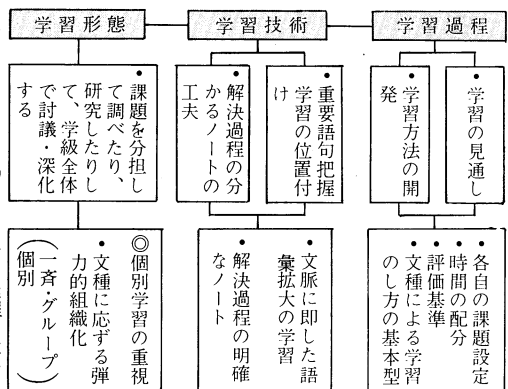 学習過程
学習技術
学習形態
•学習の見通し
•学習方法の開
発
•重要語句把握
学習の位置付
け
•解決過程の分
かるノートの
工夫
•課題を分担し
て調べたり、
研究したりし
て、学級全体
で討議・深化
する
•各自の課題設定
•時間の配分
•評価基準
•文種による学習
のし方の基本型
•文脈に即した語
彙拡大の学習
•解決過程の明確
なノート
◎個別学習の重視
•文種に応ずる弾
力的組織化
(一斉・グループ)
個別